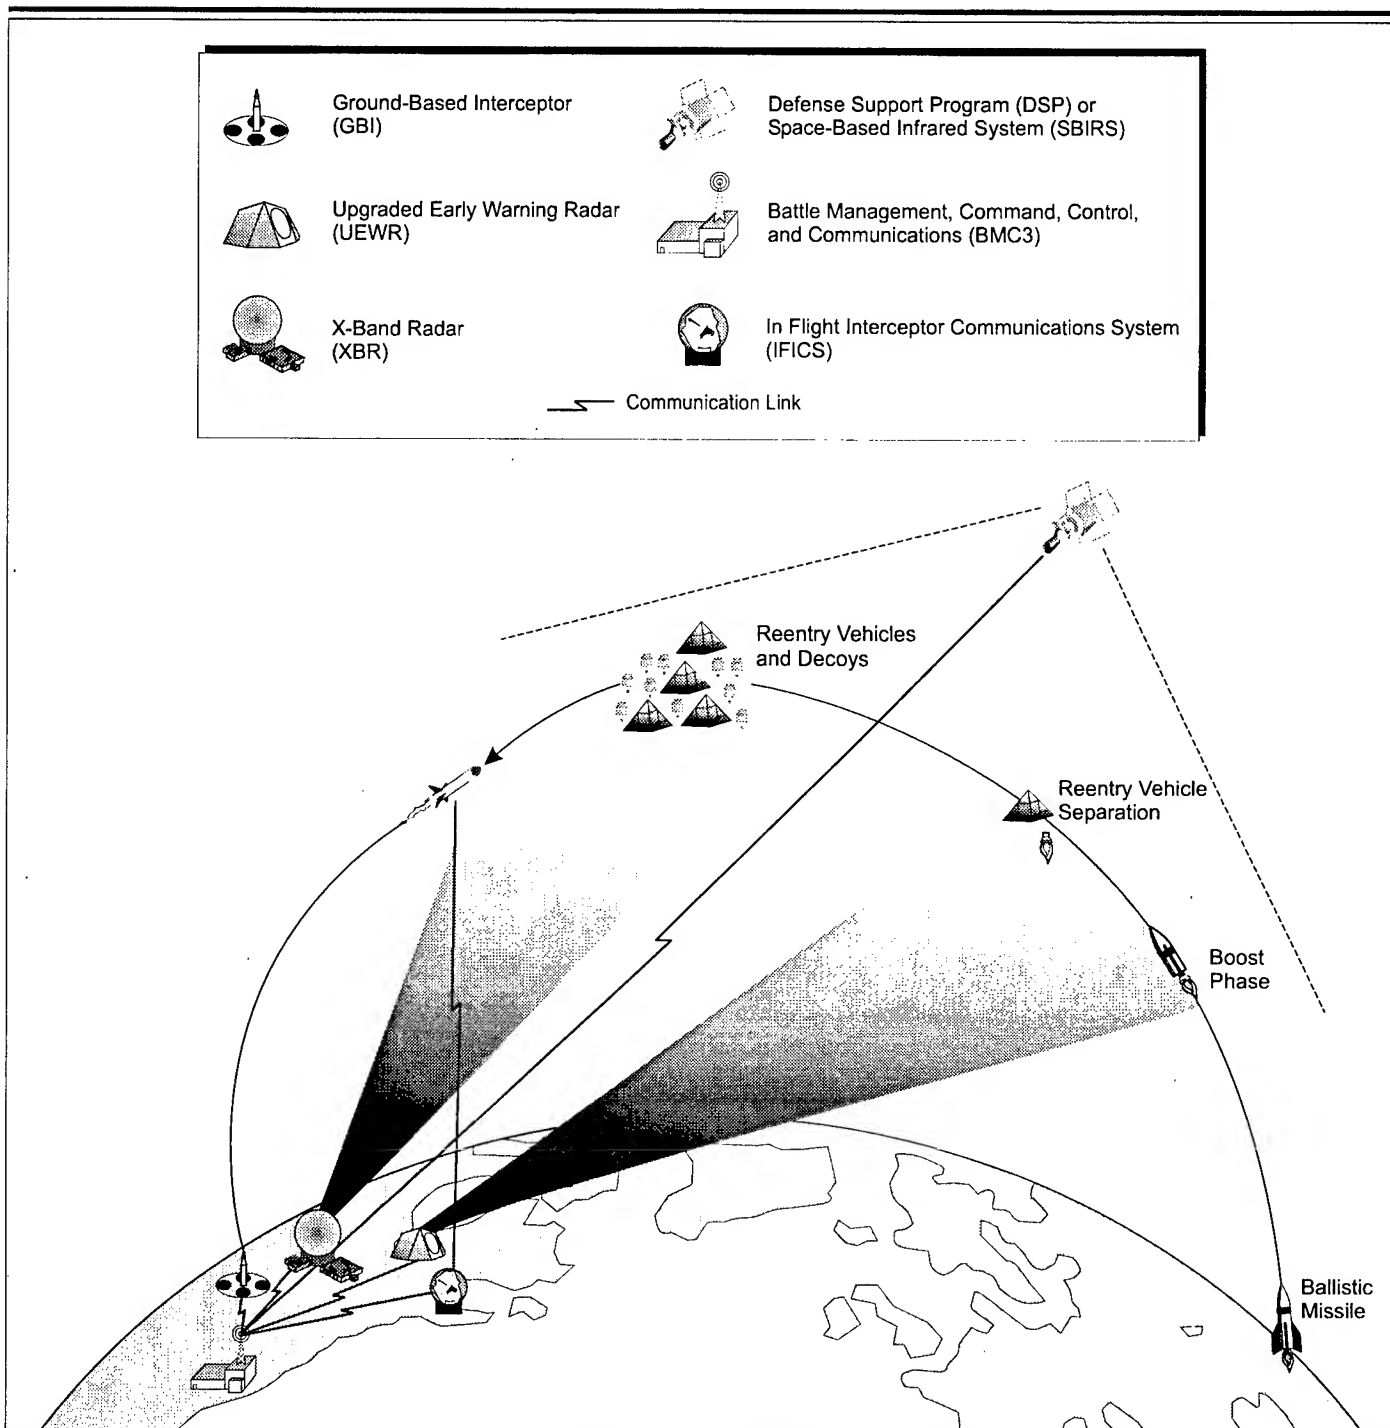 Ground-Based Interceptor
(GBI)
Defense Support Program (DSP) or
Space-Based Infrared System (SBIRS)
Upgraded Early Warning Radar
(UEWR)
Battle Management, Command, Control,
and Communications (BMC3)
X-Band Radar
(XBR)
In Flight Interceptor Communications System
(IFICS)
Communication Link
Reentry Vehicles
and Decoys
Reentry Vehicle
Separation
Boost
Phase
Ballistic
Missile